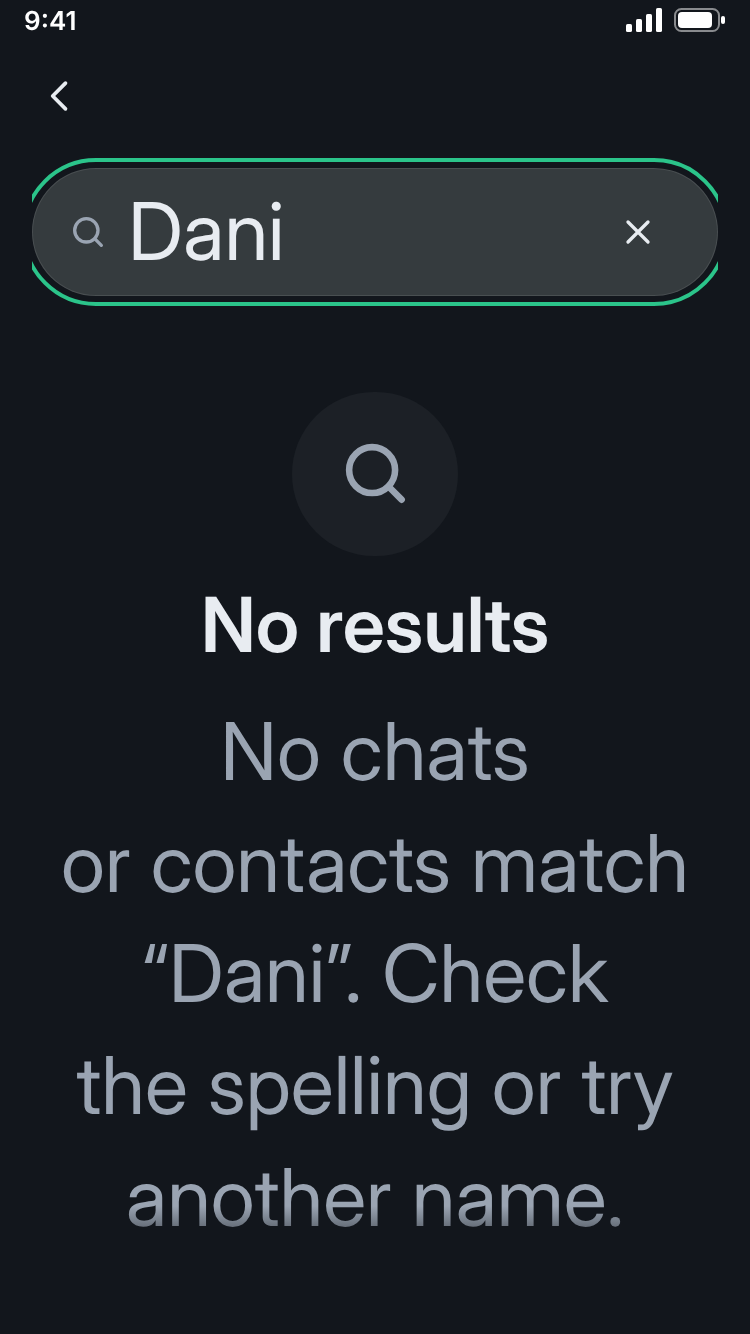 9:41
Dani
No results
No chats
or contacts match
“Dani”. Check
the spelling or try
another name.